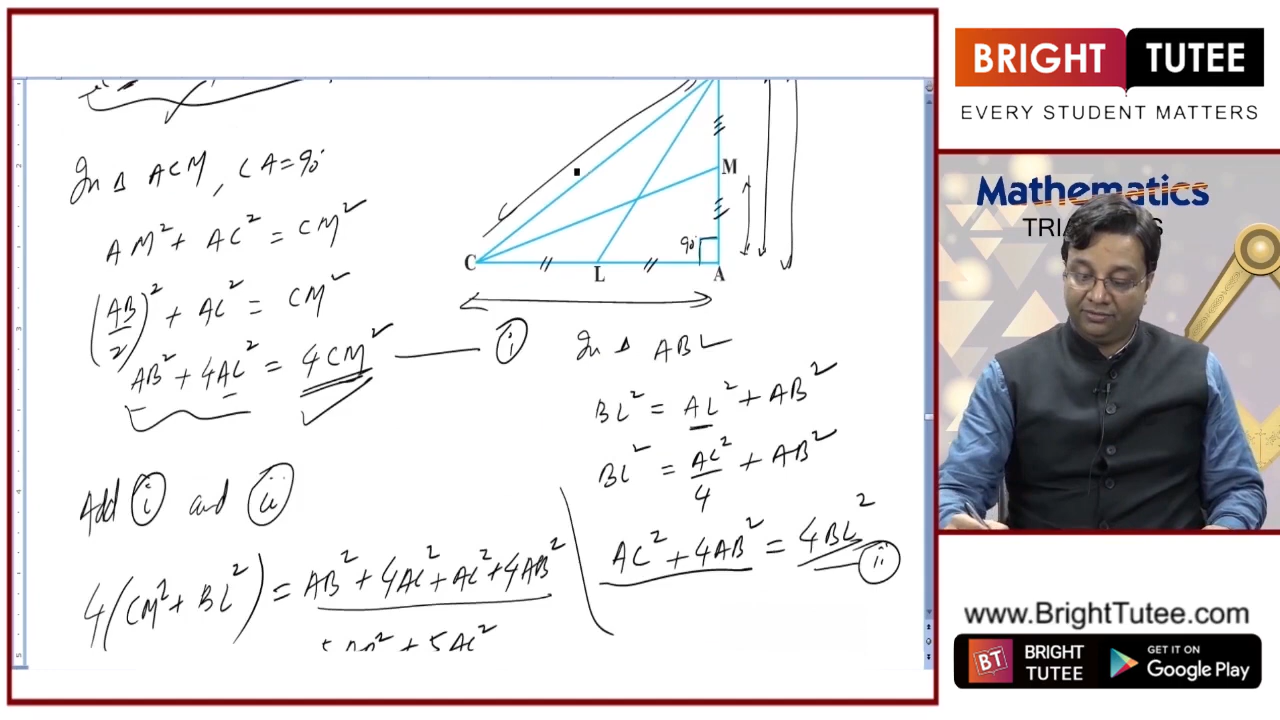 In Δ ACM, ∠A=90°
AM² + AC² = CM²
(AB/2)² + AC² = CM²
AB² + 4AC² = 4CM² —— (i)
Add (i) and (ii)
4(CM² + BL²) = AB² + 4AC² + AC² + 4AB²
+ 5AC²
M
90°
C
L
A
In Δ ABL
BL² = AL² + AB²
BL² = AC²/4 + AB²
AC² + 4AB² = 4BL² —— (ii)
BRIGHT TUTEE
EVERY STUDENT MATTERS
Mathematics
www.BrightTutee.com
BT BRIGHT TUTEE
GET IT ON
Google Play